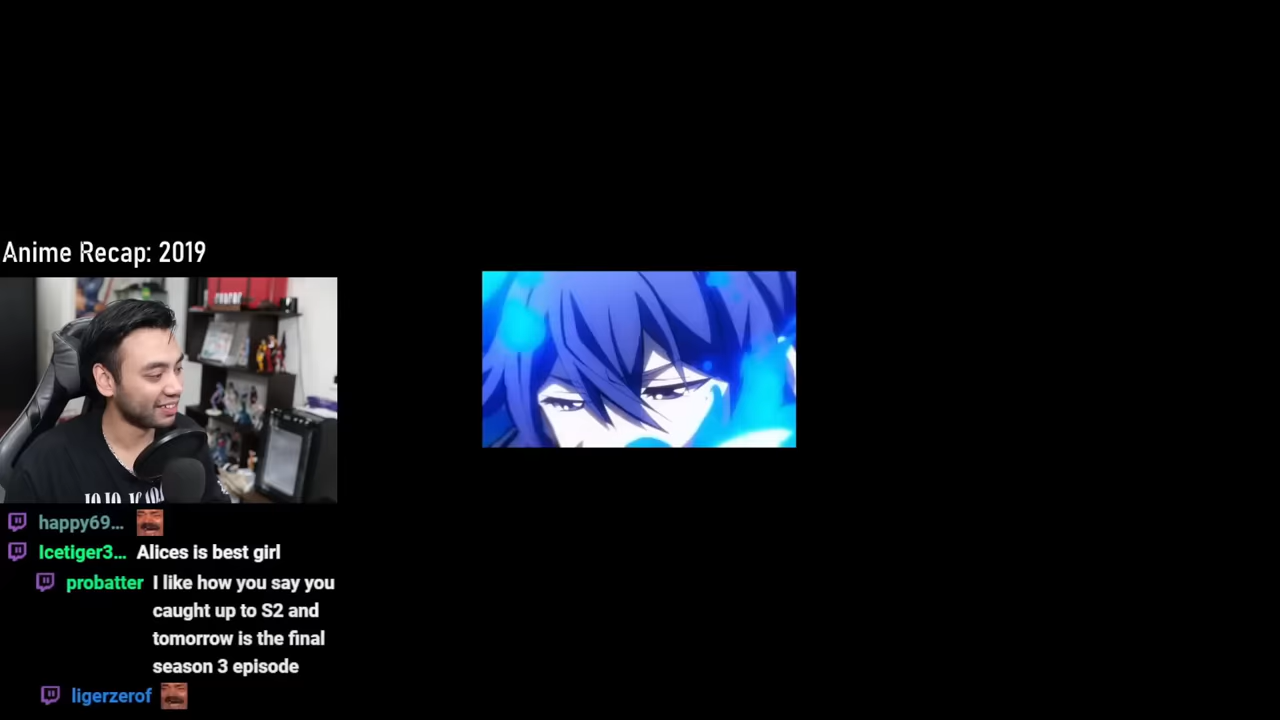 Anime Recap: 2019
happy69...
Icetiger3... Alices is best girl
probatter I like how you say you
caught up to S2 and
tomorrow is the final
season 3 episode
ligerzerof